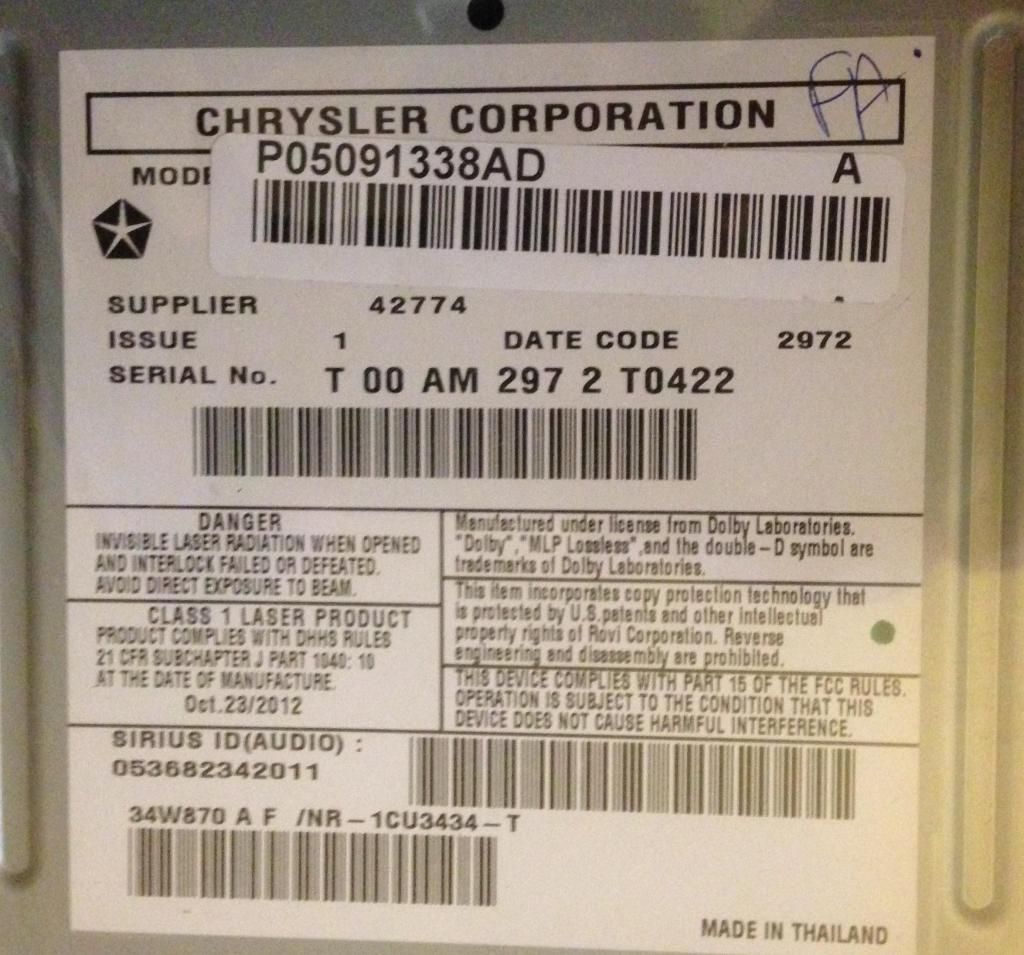 CHRYSLER CORPORATION
P05091338AD A
MODE
SUPPLIER 42774
ISSUE 1 DATE CODE 2972
SERIAL No. T 00 AM 297 2 T0422
DANGER
INVISIBLE LASER RADIATION WHEN OPENED
AND INTERLOCK FAILED OR DEFEATED.
AVOID DIRECT EXPOSURE TO BEAM.
CLASS 1 LASER PRODUCT
PRODUCT COMPLIES WITH DHHS RULES
21 CFR SUBCHAPTER J PART 1040: 10
AT THE DATE OF MANUFACTURE.
Oct.23/2012
Manufactured under license from Dolby Laboratories.
"Dolby","MLP Lossless",and the double-D symbol are
trademarks of Dolby Laboratories.
This item incorporates copy protection technology that
is protected by U.S.patents and other intellectual
property rights of Rovi Corporation. Reverse
engineering and disassembly are prohibited.
THIS DEVICE COMPLIES WITH PART 15 OF THE FCC RULES.
OPERATION IS SUBJECT TO THE CONDITION THAT THIS
DEVICE DOES NOT CAUSE HARMFUL INTERFERENCE.
SIRIUS ID(AUDIO) :
053682342011
34W870 A F /NR-1CU3434-T
MADE IN THAILAND